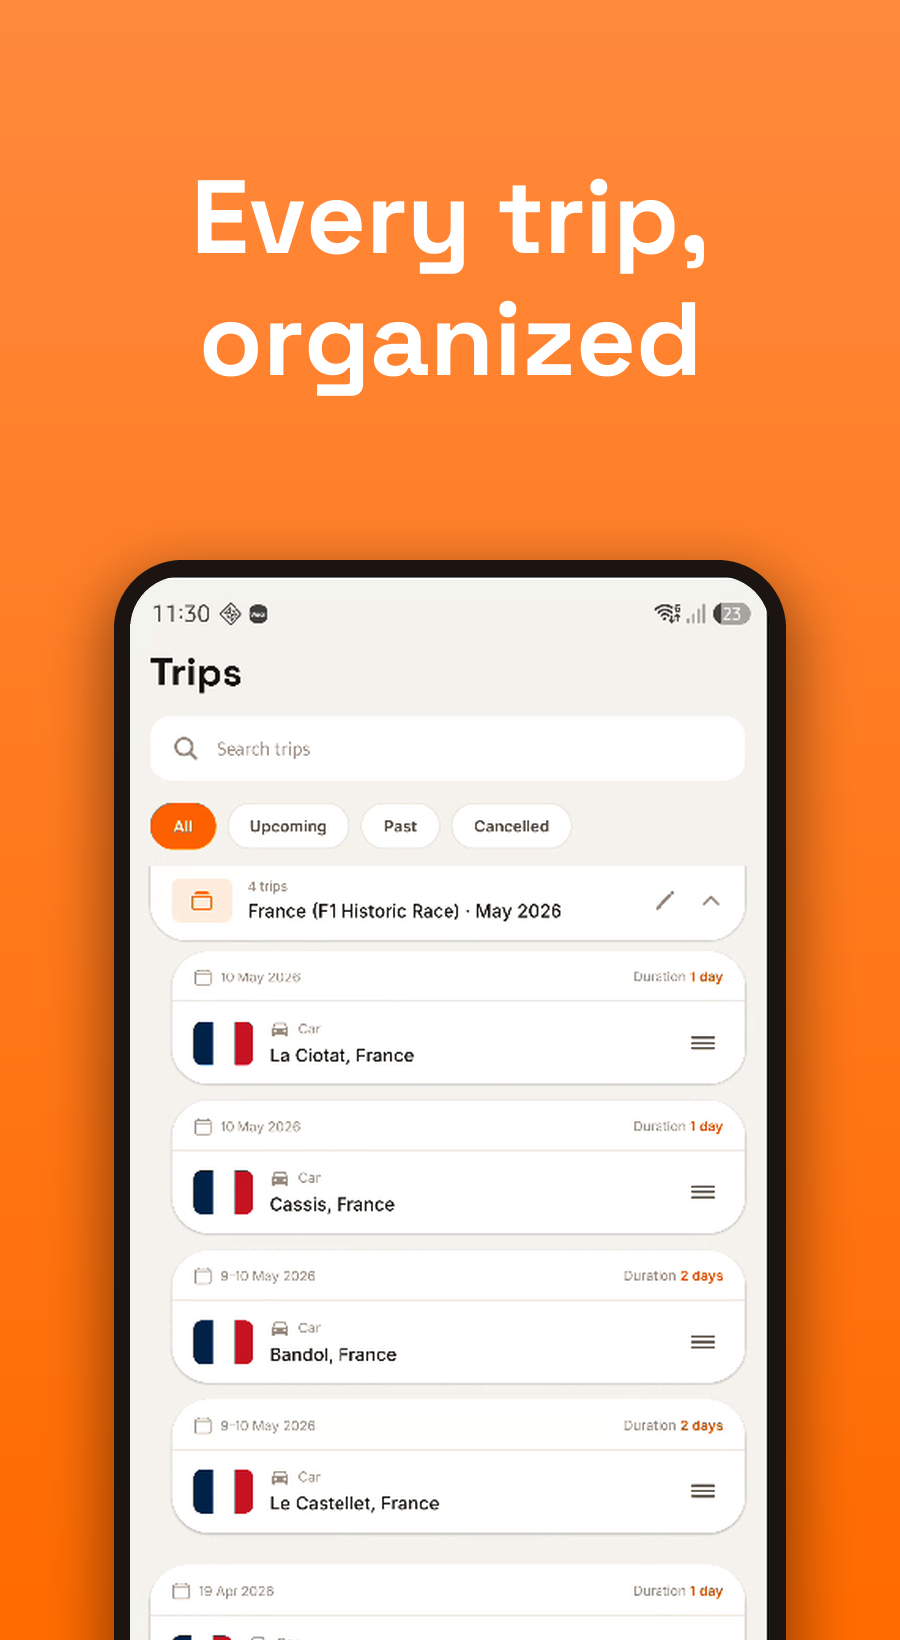 Every trip,
organized
11:30
23
Trips
Search trips
All Upcoming Past Cancelled
4 trips
France (F1 Historic Race) · May 2026
10 May 2026 Duration 1 day
Car
La Ciotat, France
10 May 2026 Duration 1 day
Car
Cassis, France
9-10 May 2026 Duration 2 days
Car
Bandol, France
9-10 May 2026 Duration 2 days
Car
Le Castellet, France
19 Apr 2026 Duration 1 day